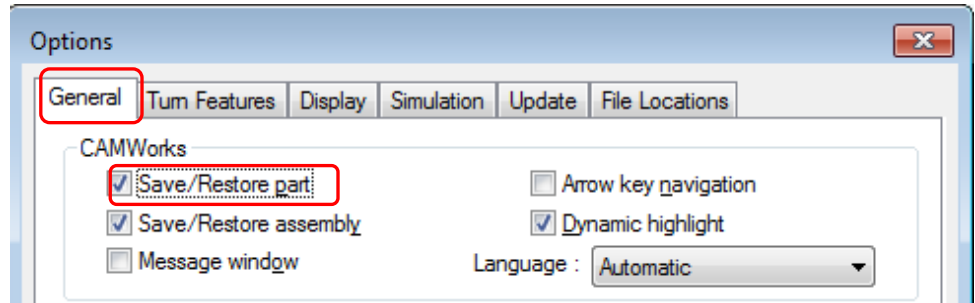 Options
General Turn Features Display Simulation Update File Locations
CAMWorks
Save/Restore part Arrow key navigation
Save/Restore assembly Dynamic highlight
Message window Language : Automatic